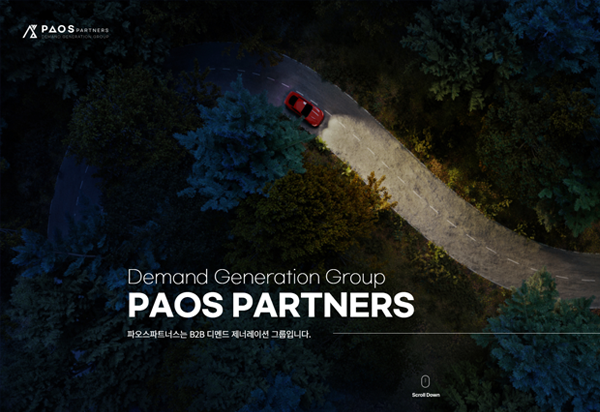 PAOS PARTNERS
DEMAND GENERATION GROUP
Demand Generation Group
PAOS PARTNERS
파오스파트너스는 B2B 디멘드 제너레이션 그룹입니다.
Scroll Down